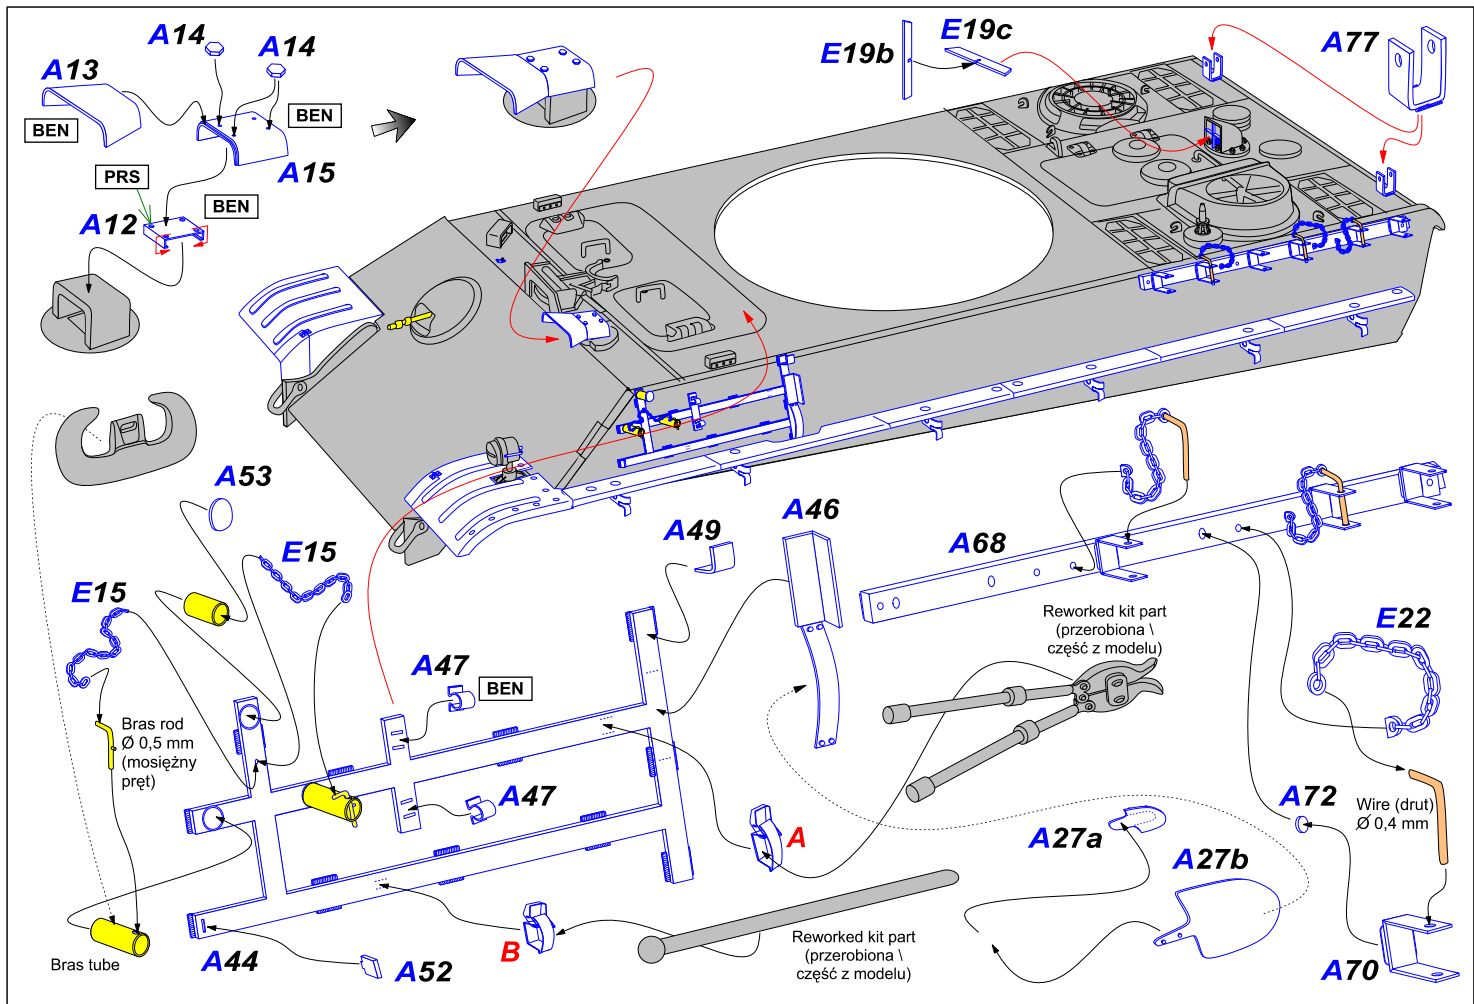 A14
A14
A13
BEN
BEN
A15
PRS
BEN
A12
E19b
E19c
A77
A53
E15
E15
A49
A46
A68
Reworked kit part
(przerobiona \
część z modelu)
E22
A47
BEN
Bras rod
Ø 0,5 mm
(mosiężny
pręt)
A47
A72
Wire (drut)
Ø 0,4 mm
A
A27a
A27b
B
Bras tube
A44
A52
Reworked kit part
(przerobiona \
część z modelu)
A70